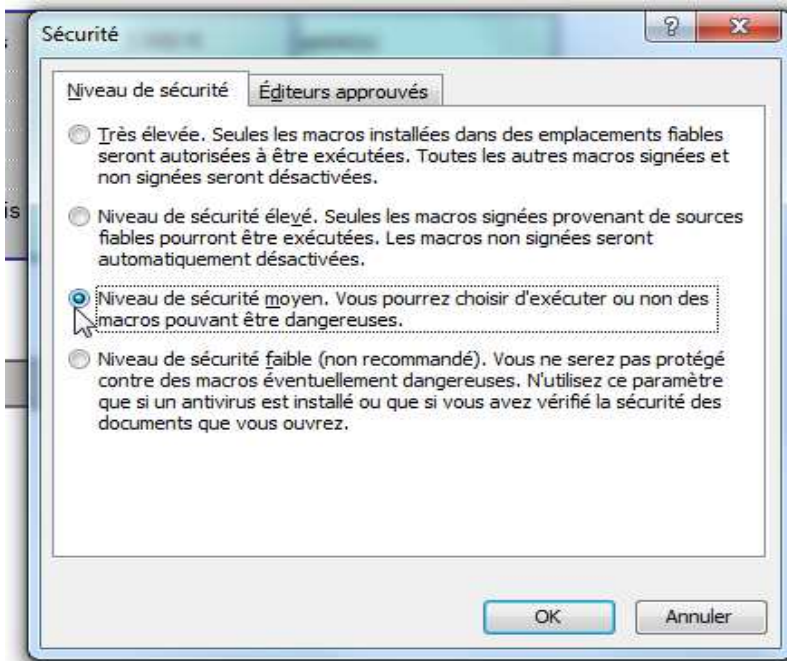 Sécurité
Niveau de sécurité
Éditeurs approuvés
Très élevée. Seules les macros installées dans des emplacements fiables
seront autorisées à être exécutées. Toutes les autres macros signées et
non signées seront désactivées.
is
Niveau de sécurité élevé. Seules les macros signées provenant de sources
fiables pourront être exécutées. Les macros non signées seront
automatiquement désactivées.
Niveau de sécurité moyen. Vous pourrez choisir d'exécuter ou non des
macros pouvant être dangereuses.
Niveau de sécurité faible (non recommandé). Vous ne serez pas protégé
contre des macros éventuellement dangereuses. N'utilisez ce paramètre
que si un antivirus est installé ou que si vous avez vérifié la sécurité des
documents que vous ouvrez.
OK
Annuler